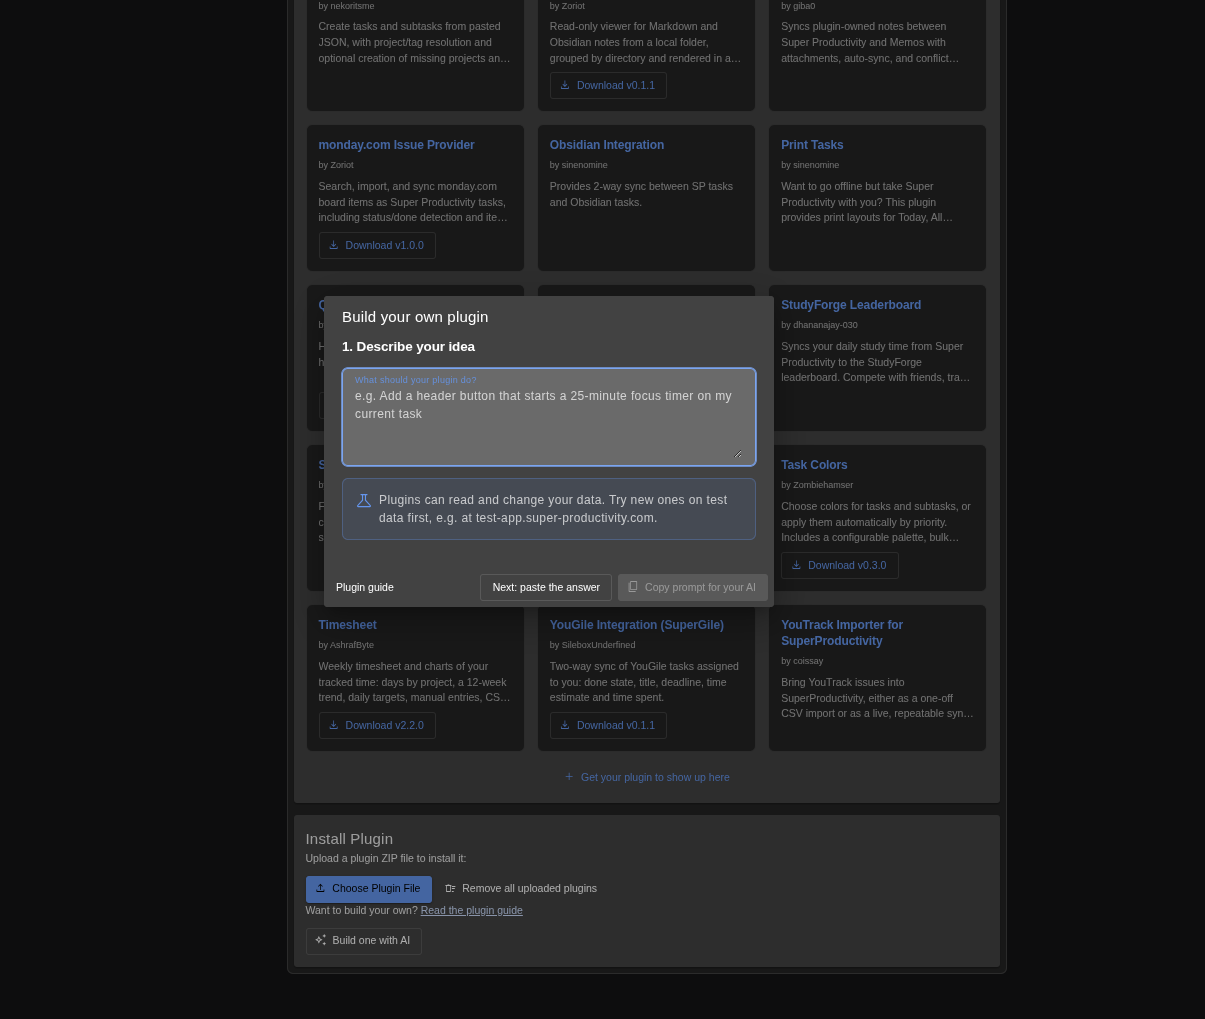 by nekoritsme
Create tasks and subtasks from pasted
JSON, with project/tag resolution and
optional creation of missing projects an…
by Zoriot
Read-only viewer for Markdown and
Obsidian notes from a local folder,
grouped by directory and rendered in a…
Download v0.1.1
by giba0
Syncs plugin-owned notes between
Super Productivity and Memos with
attachments, auto-sync, and conflict…
monday.com Issue Provider
by Zoriot
Search, import, and sync monday.com
board items as Super Productivity tasks,
including status/done detection and ite…
Download v1.0.0
Obsidian Integration
by sinenomine
Provides 2-way sync between SP tasks
and Obsidian tasks.
Print Tasks
by sinenomine
Want to go offline but take Super
Productivity with you? This plugin
provides print layouts for Today, All…
StudyForge Leaderboard
by dhananajay-030
Syncs your daily study time from Super
Productivity to the StudyForge
leaderboard. Compete with friends, tra…
Build your own plugin
1. Describe your idea
What should your plugin do?
e.g. Add a header button that starts a 25-minute focus timer on my
current task
Plugins can read and change your data. Try new ones on test
data first, e.g. at test-app.super-productivity.com.
Plugin guide
Next: paste the answer
Copy prompt for your AI
Task Colors
by Zombiehamser
Choose colors for tasks and subtasks, or
apply them automatically by priority.
Includes a configurable palette, bulk…
Download v0.3.0
Timesheet
by AshrafByte
Weekly timesheet and charts of your
tracked time: days by project, a 12-week
trend, daily targets, manual entries, CS…
Download v2.2.0
YouGile Integration (SuperGile)
by SileboxUnderfined
Two-way sync of YouGile tasks assigned
to you: done state, title, deadline, time
estimate and time spent.
Download v0.1.1
YouTrack Importer for
SuperProductivity
by coissay
Bring YouTrack issues into
SuperProductivity, either as a one-off
CSV import or as a live, repeatable syn…
Get your plugin to show up here
Install Plugin
Upload a plugin ZIP file to install it:
Choose Plugin File
Remove all uploaded plugins
Want to build your own? Read the plugin guide
Build one with AI